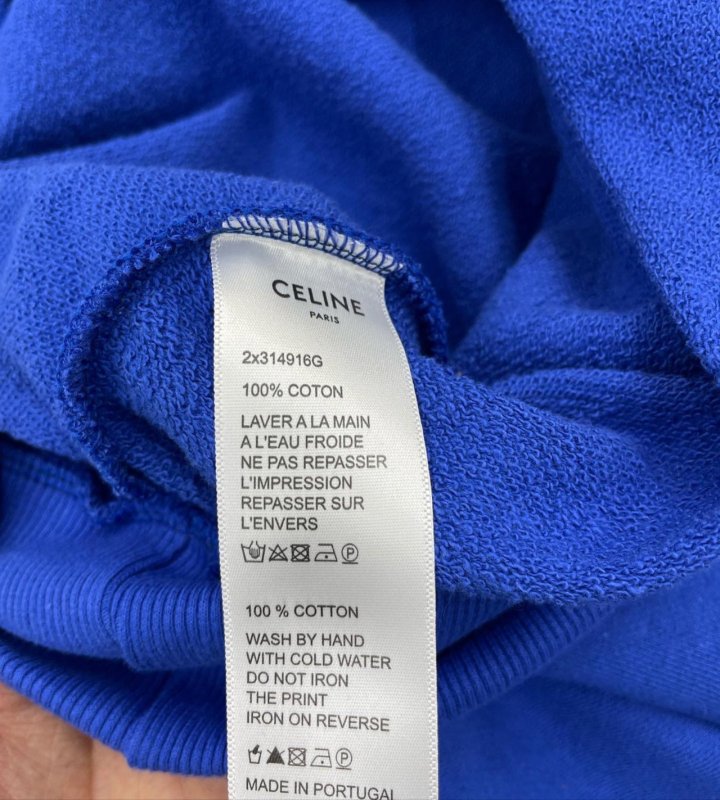 CELINE
PARIS
2x314916G
100% COTON
LAVER A LA MAIN
A L'EAU FROIDE
NE PAS REPASSER
L'IMPRESSION
REPASSER SUR
L'ENVERS
P
100 % COTTON
WASH BY HAND
WITH COLD WATER
DO NOT IRON
THE PRINT
IRON ON REVERSE
P
MADE IN PORTUGAL